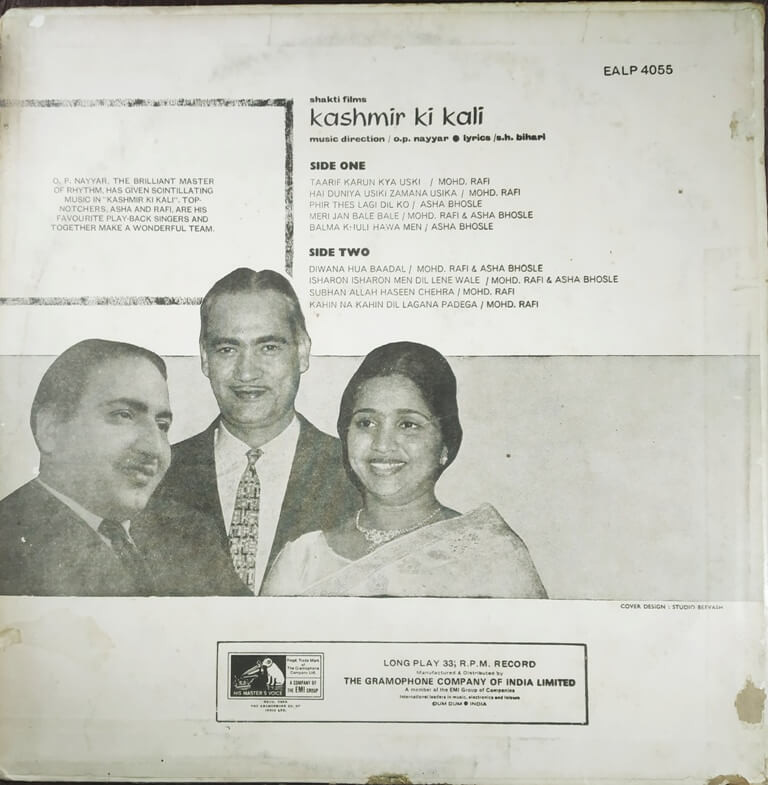 EALP 4055
shakti films
kashmir ki kali
music direction / o.p. nayyar ● lyrics /s.h. bihari
O. P. NAYYAR, THE BRILLIANT MASTER
OF RHYTHM, HAS GIVEN SCINTILLATING
MUSIC IN "KASHMIR KI KALI". TOP-
NOTCHERS, ASHA AND RAFI, ARE HIS
FAVOURITE PLAY-BACK SINGERS AND
TOGETHER MAKE A WONDERFUL TEAM.
SIDE ONE
TAARIF KARUN KYA USKI / MOHD. RAFI
HAI DUNIYA USIKI ZAMANA USIKA / MOHD. RAFI
PHIR THES LAGI DIL KO / ASHA BHOSLE
MERI JAN BALE BALE / MOHD. RAFI & ASHA BHOSLE
BALMA KHULI HAWA MEN / ASHA BHOSLE
SIDE TWO
DIWANA HUA BAADAL / MOHD. RAFI & ASHA BHOSLE
ISHARON ISHARON MEN DIL LENE WALE / MOHD. RAFI & ASHA BHOSLE
SUBHAN ALLAH HASEEN CHEHRA / MOHD. RAFI
KAHIN NA KAHIN DIL LAGANA PADEGA / MOHD. RAFI
COVER DESIGN : STUDIO
HIS MASTER'S VOICE
Regd. Trade Mark
of
The Gramophone
Company Ltd.
A COMPANY OF
THE EMI GROUP
REGD. USER
THE GRAMOPHONE CO. OF
INDIA LTD.
LONG PLAY 33⅓ R.P.M. RECORD
Manufactured & Distributed by
THE GRAMOPHONE COMPANY OF INDIA LIMITED
A member of the EMI Group of Companies
International leaders in music, electronics and leisure
DUM DUM ● INDIA